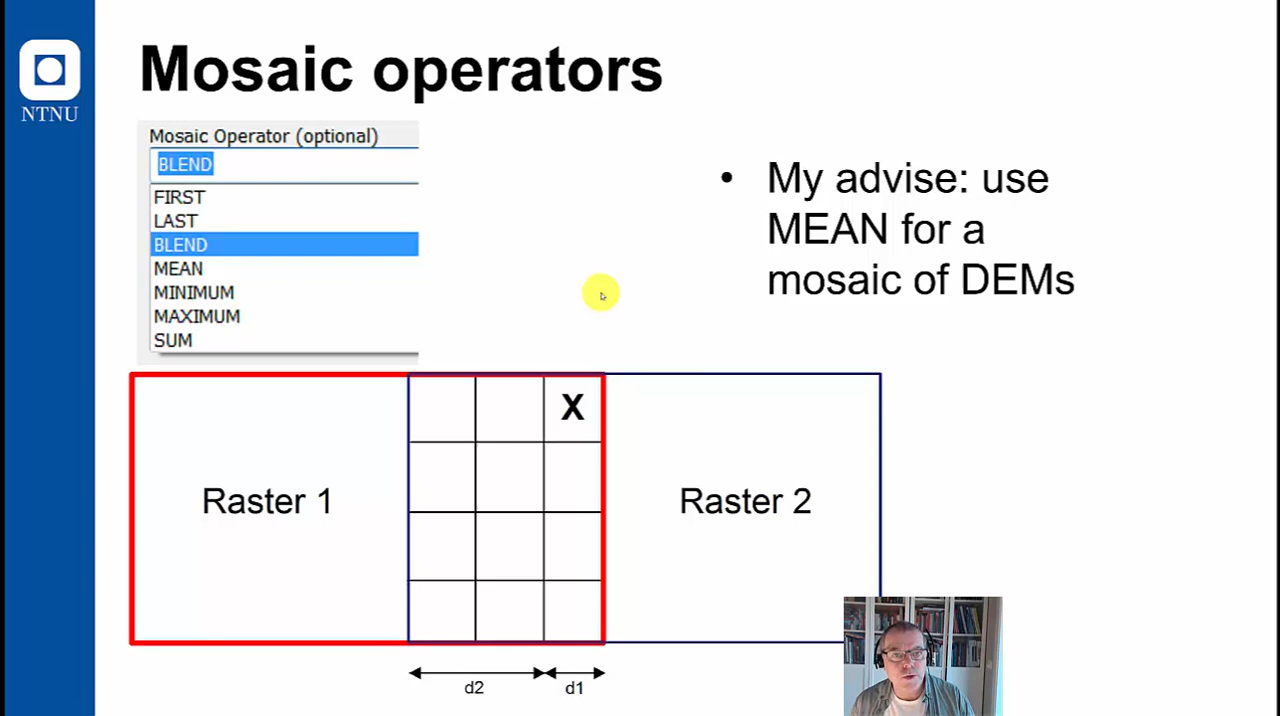 Mosaic operators
NTNU
Mosaic Operator (optional)
BLEND
FIRST
LAST
BLEND
MEAN
MINIMUM
MAXIMUM
SUM
• My advise: use
MEAN for a
mosaic of DEMs
X
Raster 1
Raster 2
d2
d1